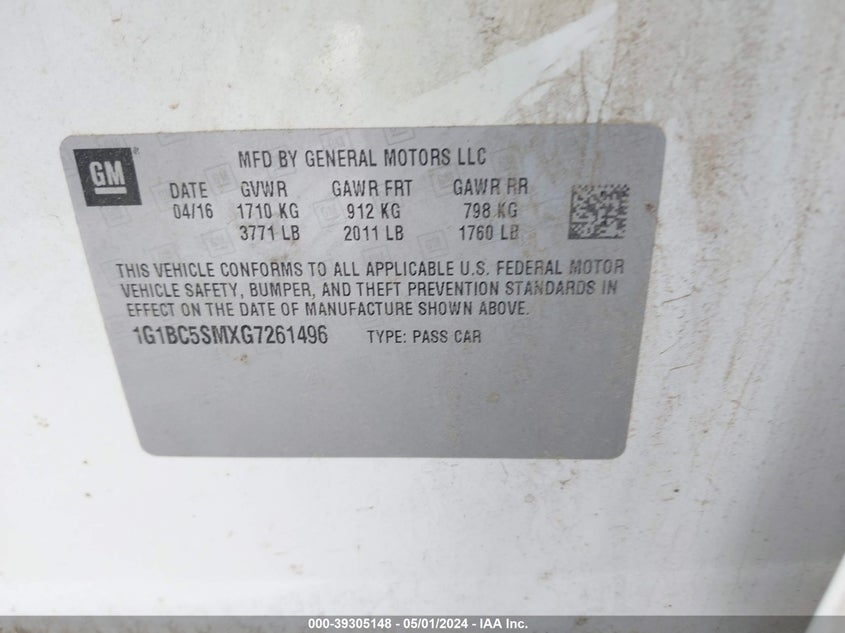 GM
MFD BY GENERAL MOTORS LLC
DATE GVWR GAWR FRT GAWR RR
04/16 1710 KG 912 KG 798 KG
3771 LB 2011 LB 1760 LB
THIS VEHICLE CONFORMS TO ALL APPLICABLE U.S. FEDERAL MOTOR
VEHICLE SAFETY, BUMPER, AND THEFT PREVENTION STANDARDS IN
EFFECT ON THE DATE OF MANUFACTURE SHOWN ABOVE.
1G1BC5SMXG7261496 TYPE: PASS CAR
000-39305148 - 05/01/2024 - IAA Inc.